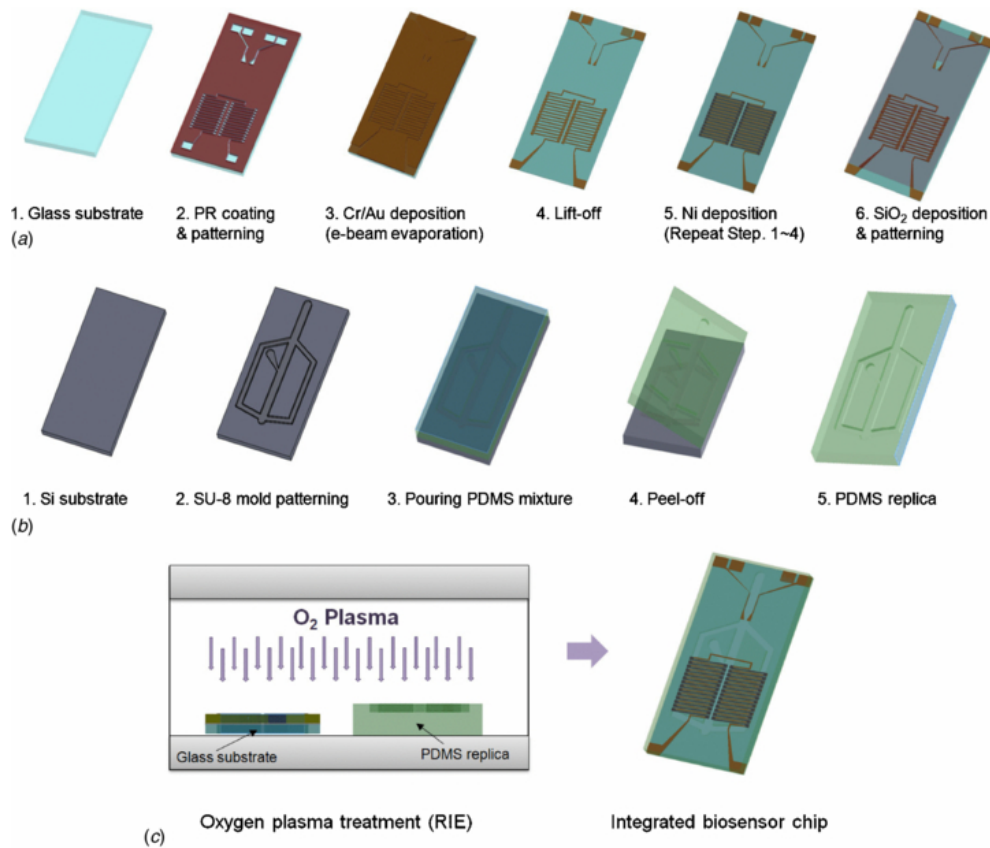 (a)
1. Glass substrate
2. PR coating
& patterning
3. Cr/Au deposition
(e-beam evaporation)
4. Lift-off
5. Ni deposition
(Repeat Step. 1~4)
6. SiO₂ deposition
& patterning
(b)
1. Si substrate
2. SU-8 mold patterning
3. Pouring PDMS mixture
4. Peel-off
5. PDMS replica
(c)
O₂ Plasma
Glass substrate
PDMS replica
Oxygen plasma treatment (RIE)
Integrated biosensor chip